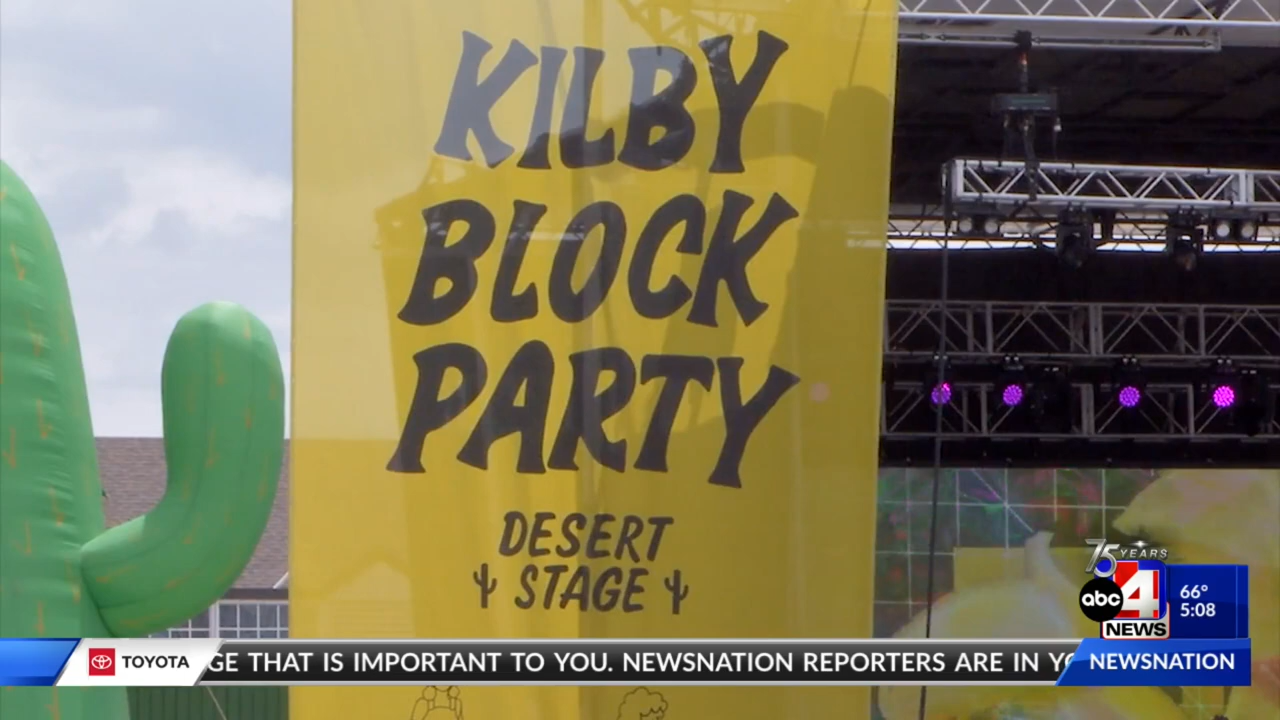 KILBY
BLOCK
PARTY
DESERT
STAGE
75 YEARS
abc 4
NEWS
66°
5:08
TOYOTA
GE THAT IS IMPORTANT TO YOU. NEWSNATION REPORTERS ARE IN YO
NEWSNATION